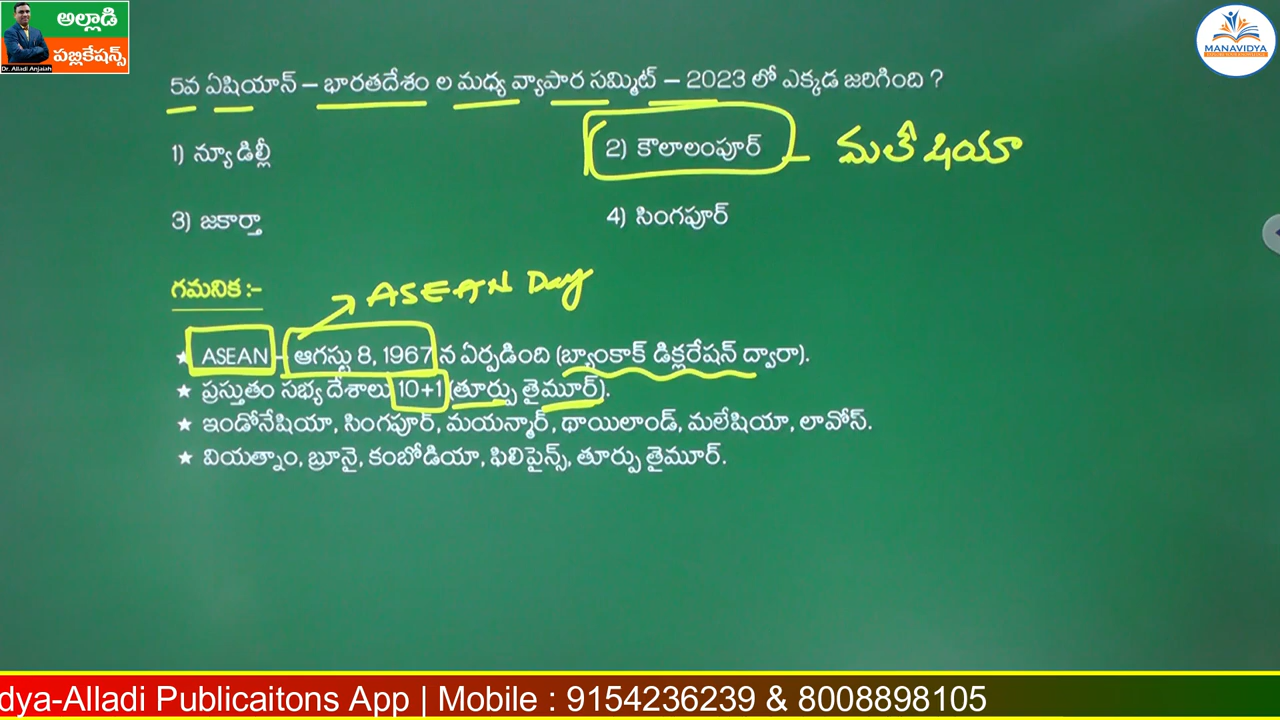 అల్లాడి
పబ్లికేషన్స్
Dr. Alladi Anjaiah
MANAVIDYA
5వ ఏషియాన్ – భారతదేశం ల మధ్య వ్యాపార సమ్మిట్ – 2023 లో ఎక్కడ జరిగింది ?
1) న్యూడిల్లీ
2) కౌలాలంపూర్ – మలేషియా
3) జకార్తా
4) సింగపూర్
గమనిక :-
ASEAN Day
★ ASEAN - ఆగస్టు 8, 1967 న ఏర్పడింది (బ్యాంకాక్ డిక్లరేషన్ ద్వారా).
★ ప్రస్తుతం సభ్య దేశాలు 10+1 (తూర్పు తైమూర్).
★ ఇండోనేషియా, సింగపూర్, మయన్మార్, థాయిలాండ్, మలేషియా, లావోస్.
★ వియత్నాం, బ్రూనై, కంబోడియా, ఫిలిపైన్స్, తూర్పు తైమూర్.
dya-Alladi Publicaitons App | Mobile : 9154236239 & 8008898105